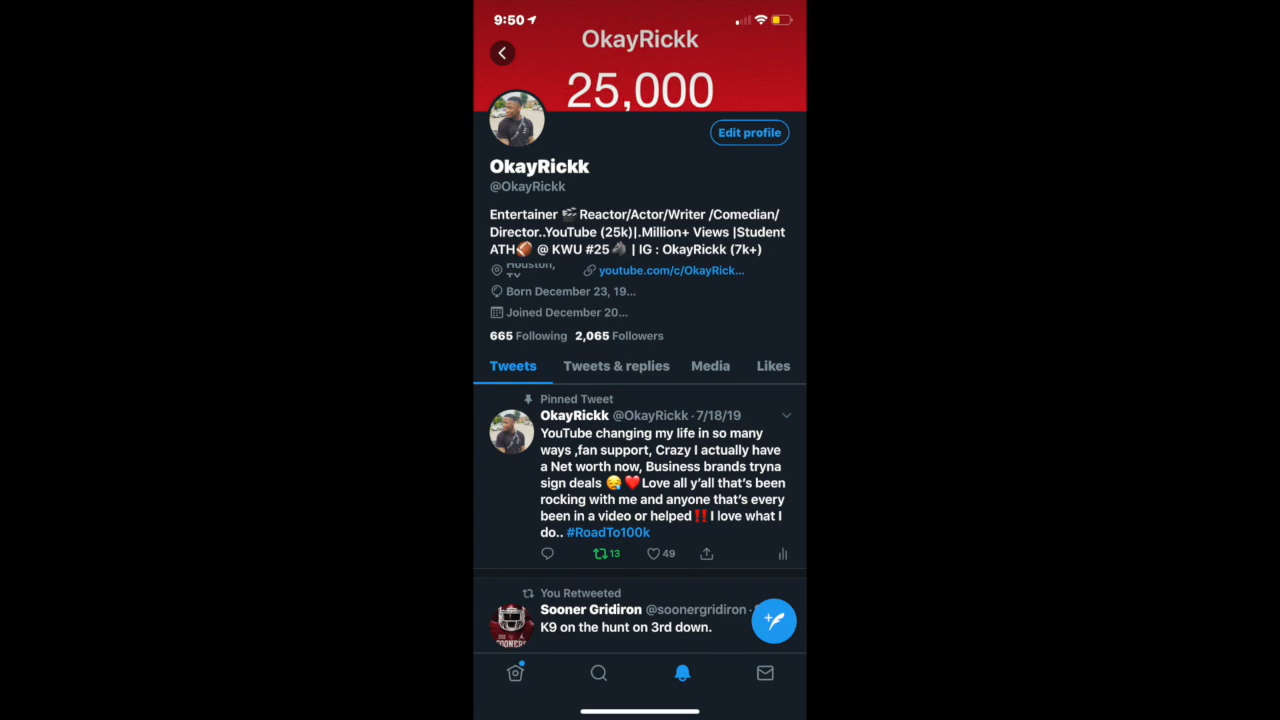 9:50
OkayRickk
25,000
Edit profile
OkayRickk
@OkayRickk
Entertainer 🎬 Reactor/Actor/Writer /Comedian/
Director..YouTube (25k)|.Million+ Views |Student
ATH🏈 @ KWU #25🐴 | IG : OkayRickk (7k+)
Houston, TX
youtube.com/c/OkayRick...
Born December 23, 19...
Joined December 20...
665 Following 2,065 Followers
Tweets Tweets & replies Media Likes
Pinned Tweet
OkayRickk @OkayRickk · 7/18/19
YouTube changing my life in so many
ways ,fan support, Crazy I actually have
a Net worth now, Business brands tryna
sign deals 😪❤️Love all y'all that's been
rocking with me and anyone that's every
been in a video or helped‼️I love what I
do.. #RoadTo100k
13 49
You Retweeted
Sooner Gridiron @soonergridiron ·
K9 on the hunt on 3rd down.